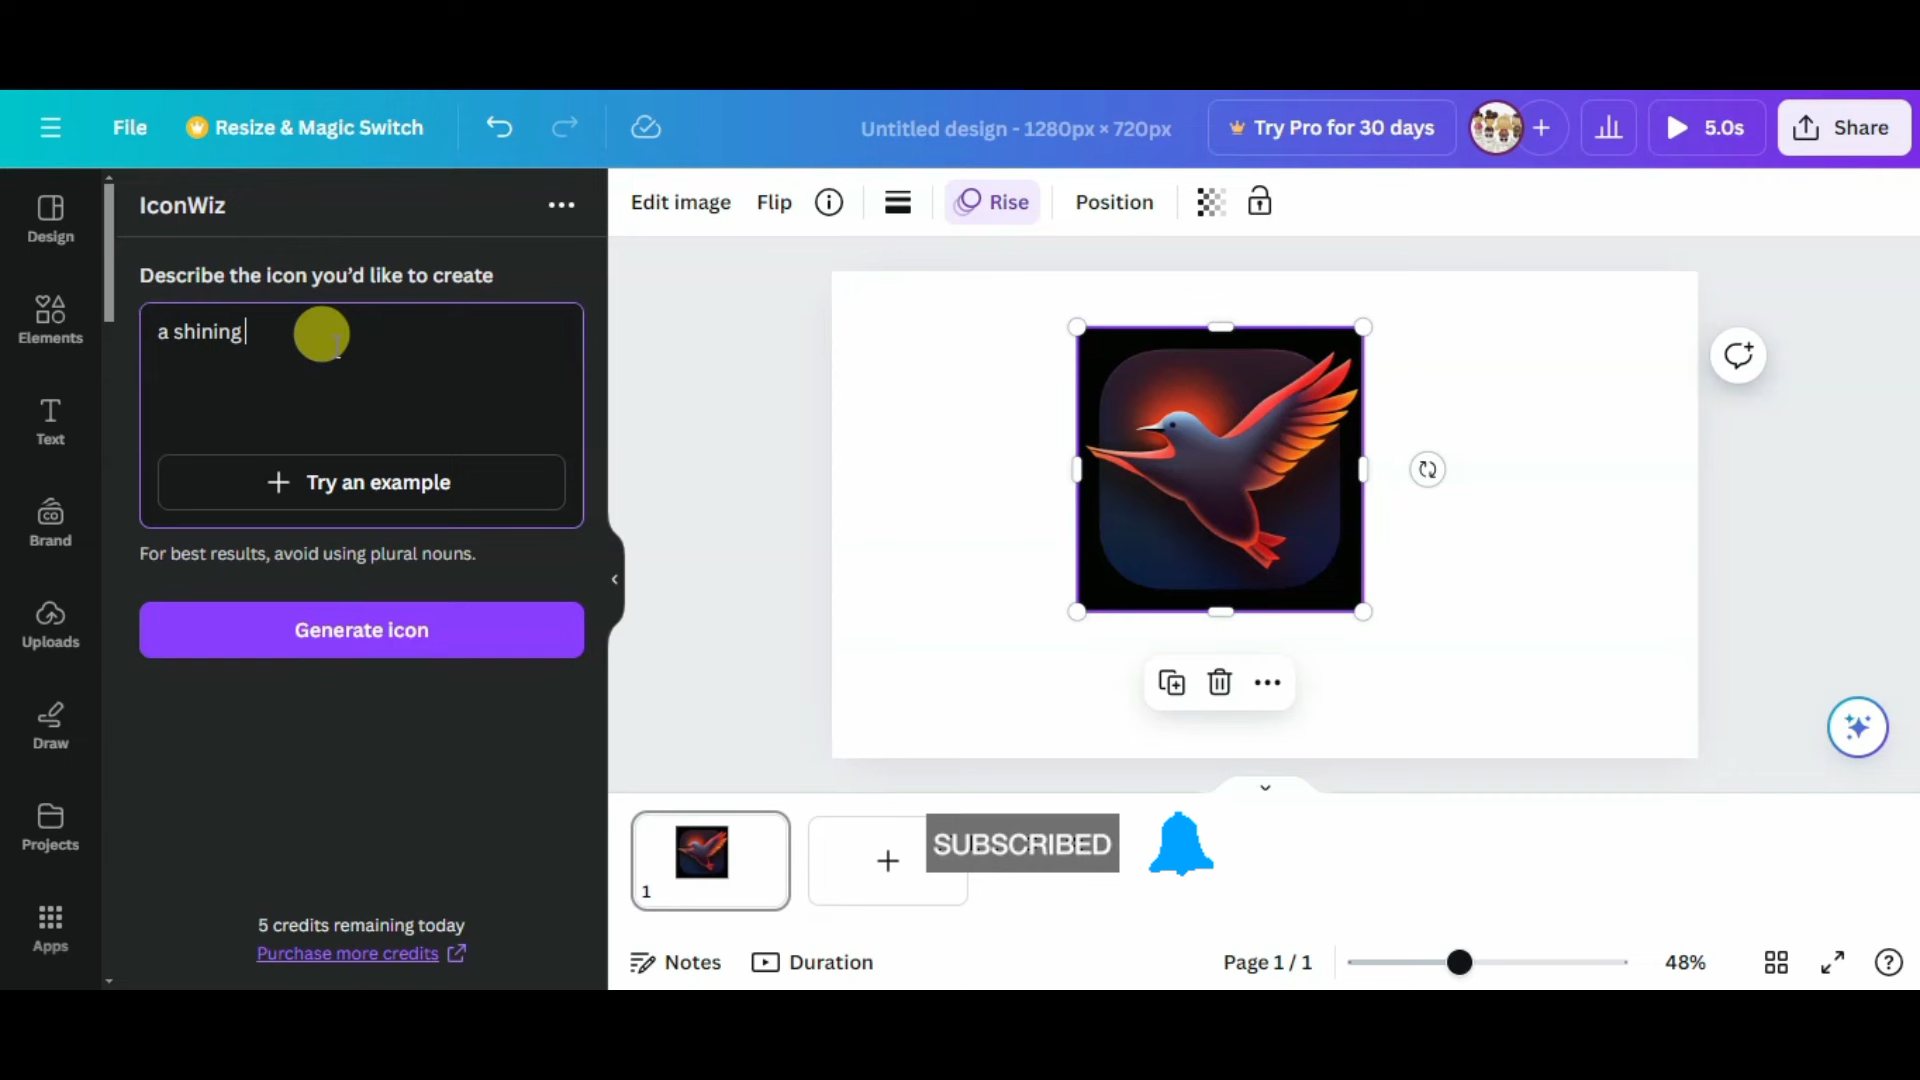 File
Resize & Magic Switch
Untitled design - 1280px × 720px
Try Pro for 30 days
5.0s
Share
Design
Elements
Text
CO
Brand
Uploads
Draw
Projects
Apps
IconWiz
Describe the icon you'd like to create
a shining
Try an example
For best results, avoid using plural nouns.
Generate icon
5 credits remaining today
Purchase more credits
Edit image
Flip
Rise
Position
1
SUBSCRIBED
Notes
Duration
Page 1 / 1
48%